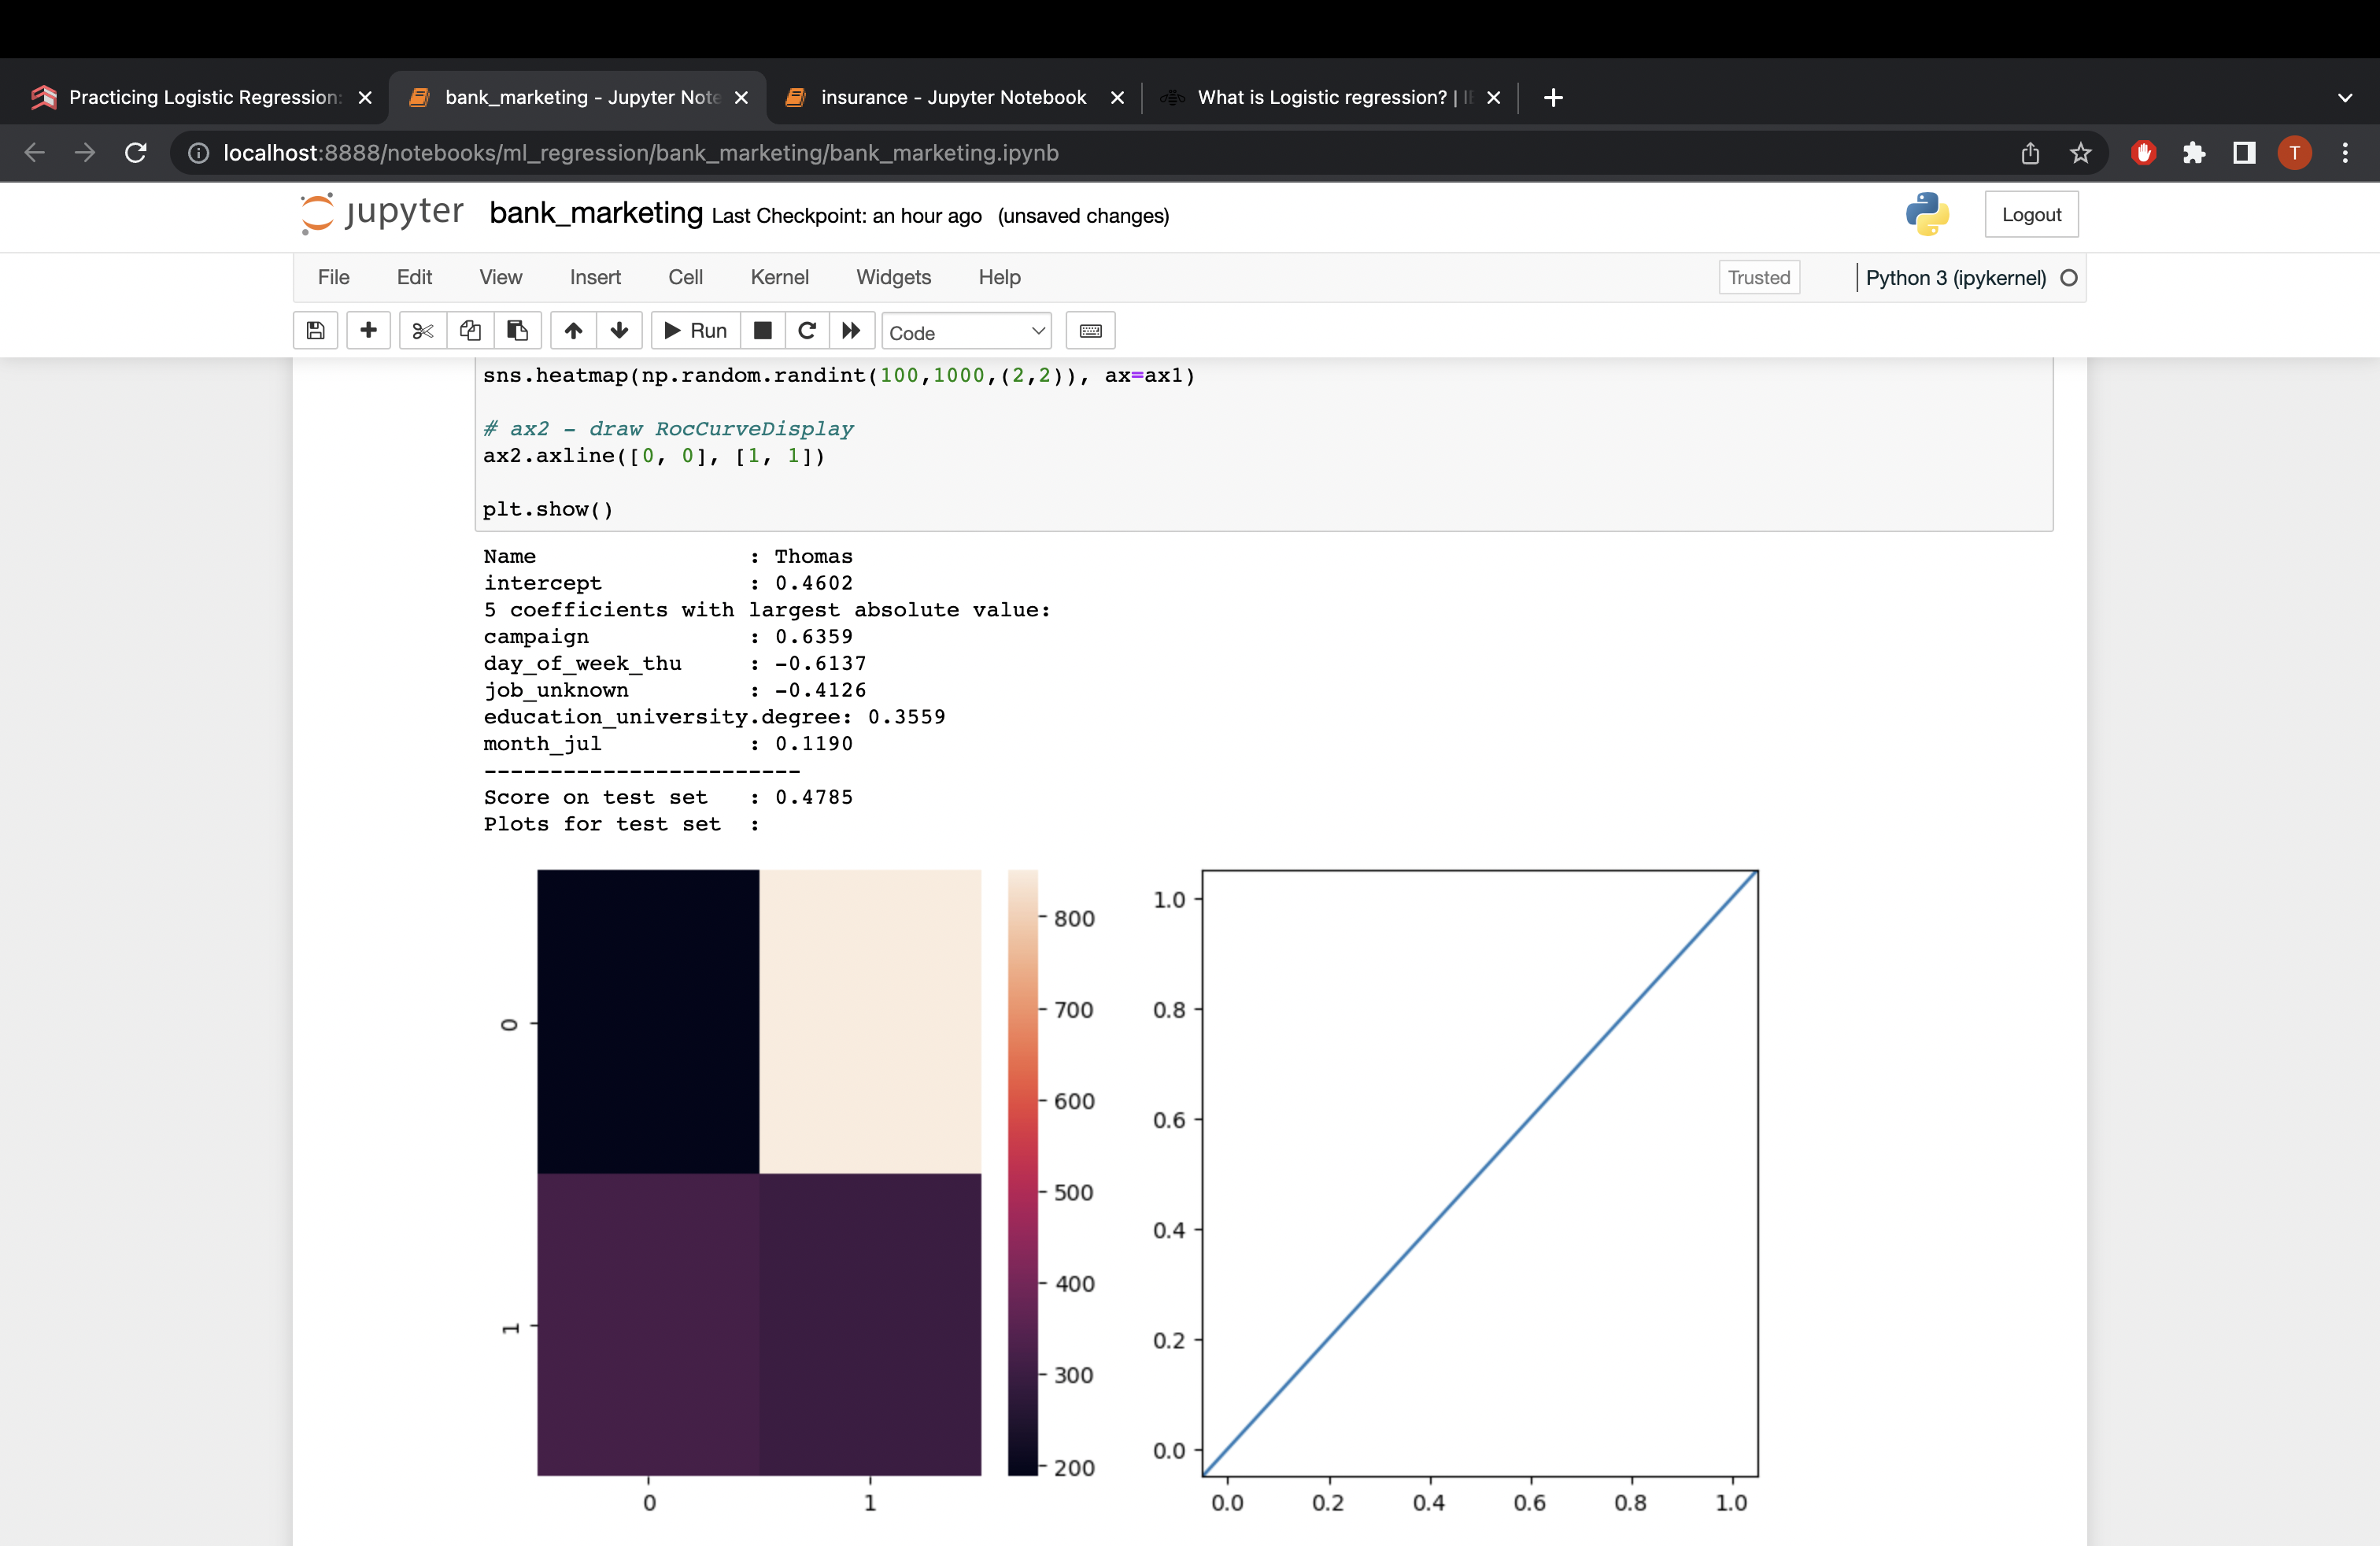 Practicing Logistic Regression:
bank_marketing - Jupyter Note
insurance - Jupyter Notebook
What is Logistic regression? |
localhost:8888/notebooks/ml_regression/bank_marketing/bank_marketing.ipynb
T
jupyter bank_marketing Last Checkpoint: an hour ago (unsaved changes)
Logout
File Edit View Insert Cell Kernel Widgets Help
Trusted
Python 3 (ipykernel)
Run
Code
sns.heatmap(np.random.randint(100,1000,(2,2)), ax=ax1)
# ax2 - draw RocCurveDisplay
ax2.axline([0, 0], [1, 1])
plt.show()
Name : Thomas
intercept : 0.4602
5 coefficients with largest absolute value:
campaign : 0.6359
day_of_week_thu : -0.6137
job_unknown : -0.4126
education_university.degree: 0.3559
month_jul : 0.1190
------------------------
Score on test set : 0.4785
Plots for test set :
0
1
0 1
800
700
600
500
400
300
200
1.0
0.8
0.6
0.4
0.2
0.0
0.0 0.2 0.4 0.6 0.8 1.0